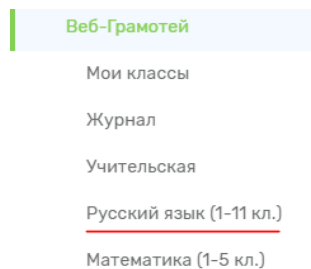 Веб-Грамотей
Мои классы
Журнал
Учительская
Русский язык (1-11 кл.)
Математика (1-5 кл.)